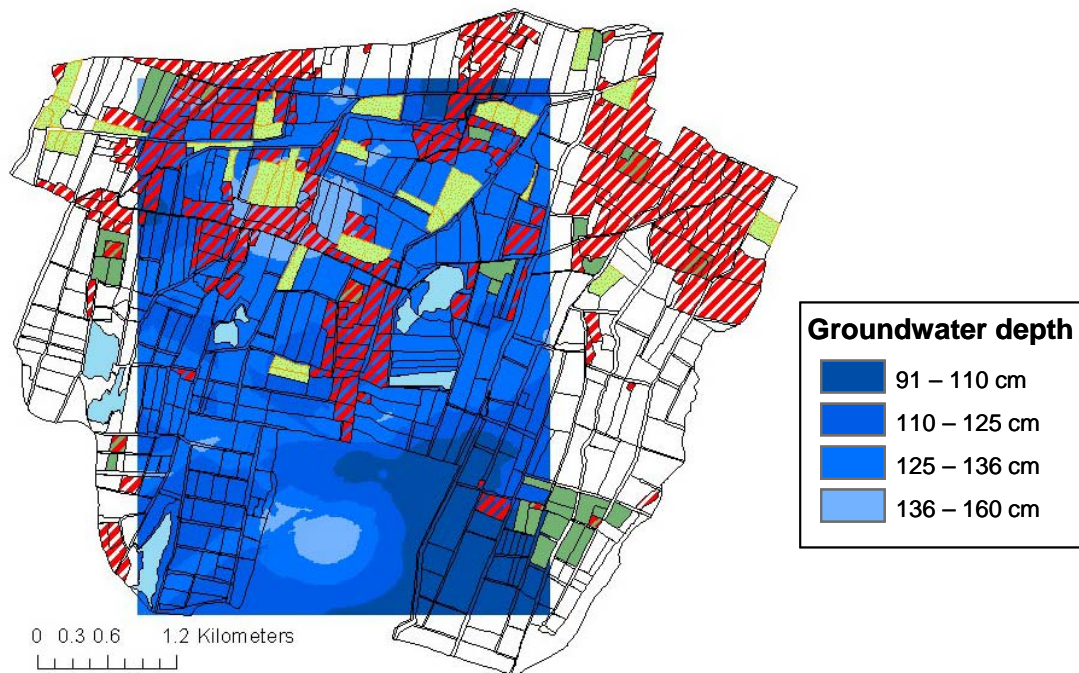 Groundwater depth
91 – 110 cm
110 – 125 cm
125 – 136 cm
136 – 160 cm
0 0.3 0.6 1.2 Kilometers